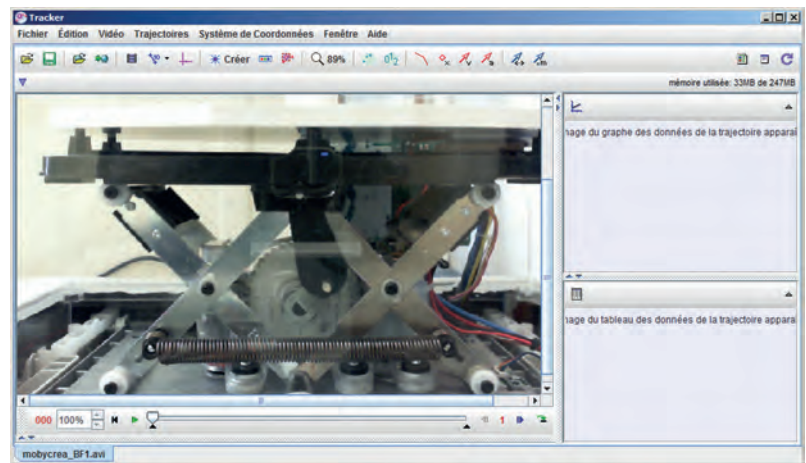 Tracker
Fichier Édition Vidéo Trajectoires Système de Coordonnées Fenêtre Aide
Créer 89%
mémoire utilisée: 33MB de 247MB
nage du graphe des données de la trajectoire apparaî
nage du tableau des données de la trajectoire apparaî
000 100% 1
mobycrea_BF1.avi